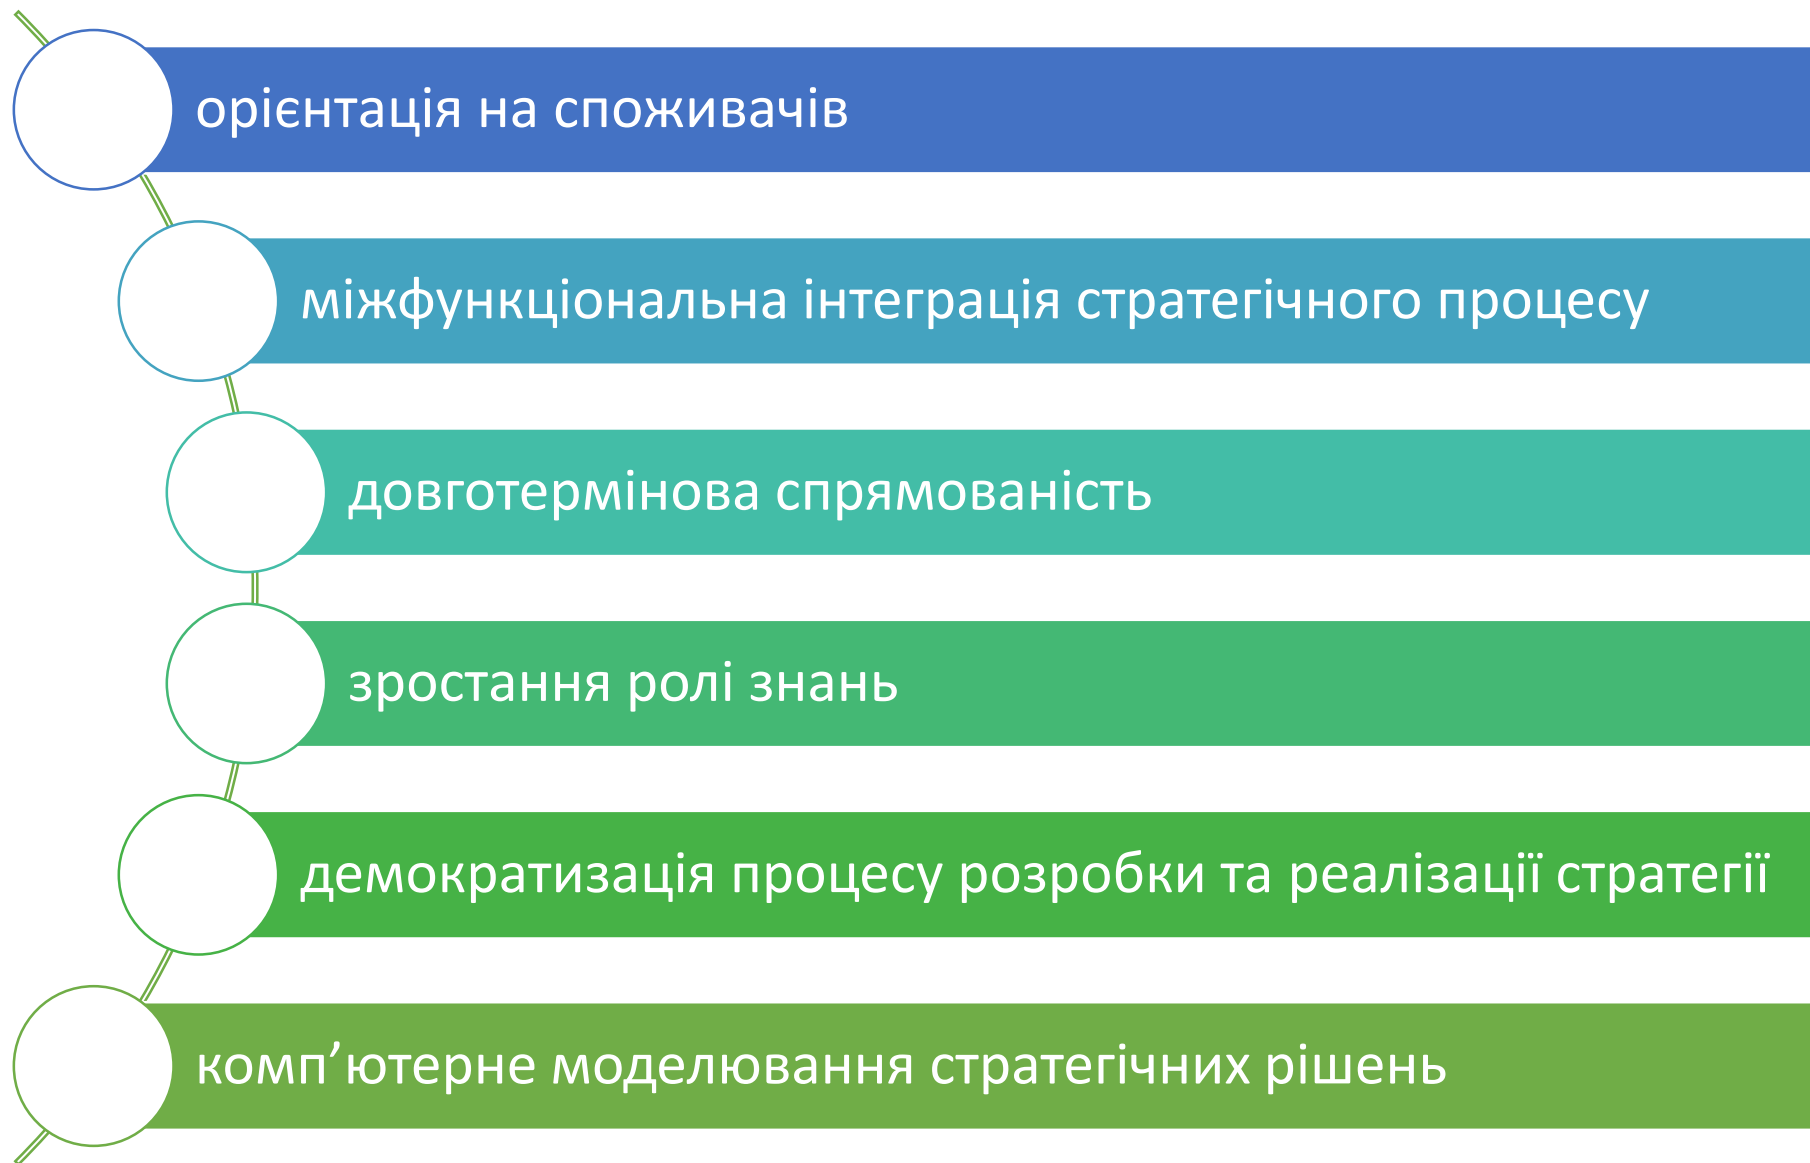 орієнтація на споживачів
міжфункціональна інтеграція стратегічного процесу
довготермінова спрямованість
зростання ролі знань
демократизація процесу розробки та реалізації стратегії
комп’ютерне моделювання стратегічних рішень